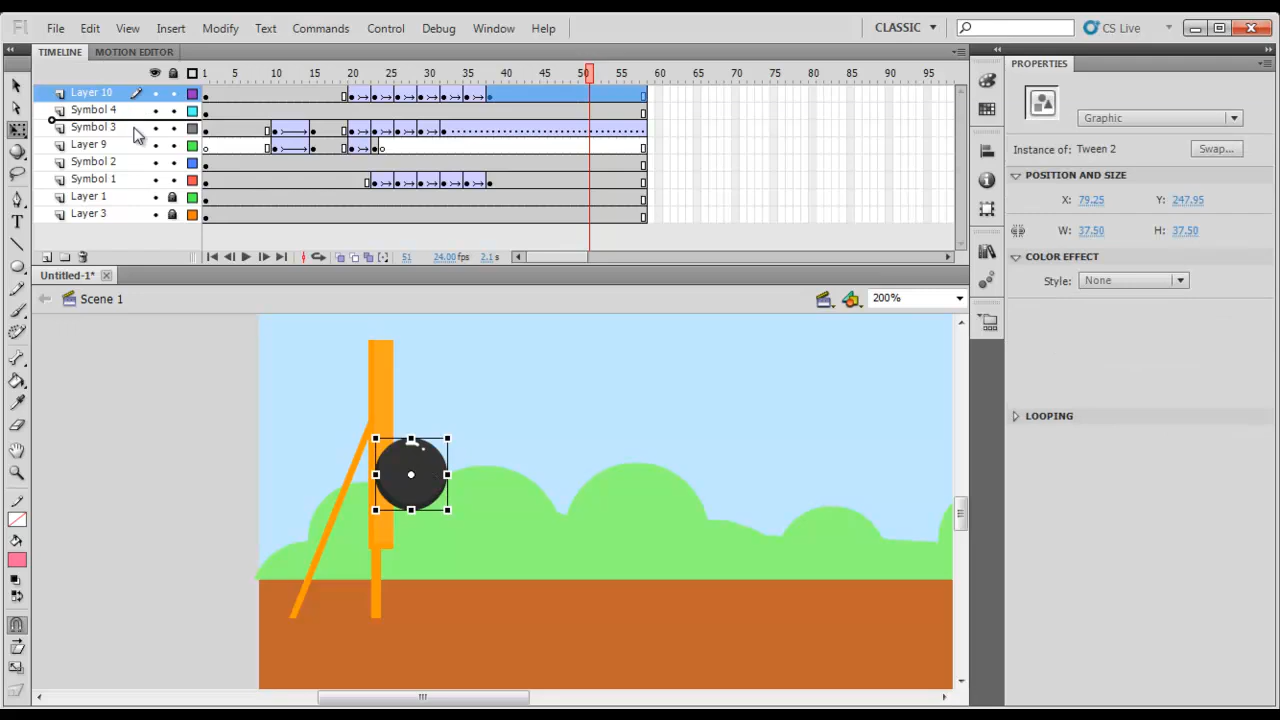 Fl File Edit View Insert Modify Text Commands Control Debug Window Help CLASSIC CS Live
TIMELINE MOTION EDITOR
1 5 10 15 20 25 30 35 40 45 50 55 60 65 70 75 80 85 90 95
Layer 10
Symbol 4
Symbol 3
Layer 9
Symbol 2
Symbol 1
Layer 1
Layer 3
51 24.00 fps 2.1 s
Untitled-1*
Scene 1 200%
PROPERTIES
Graphic
Instance of: Tween 2 Swap...
POSITION AND SIZE
X: 79.25 Y: 247.95
W: 37.50 H: 37.50
COLOR EFFECT
Style: None
LOOPING